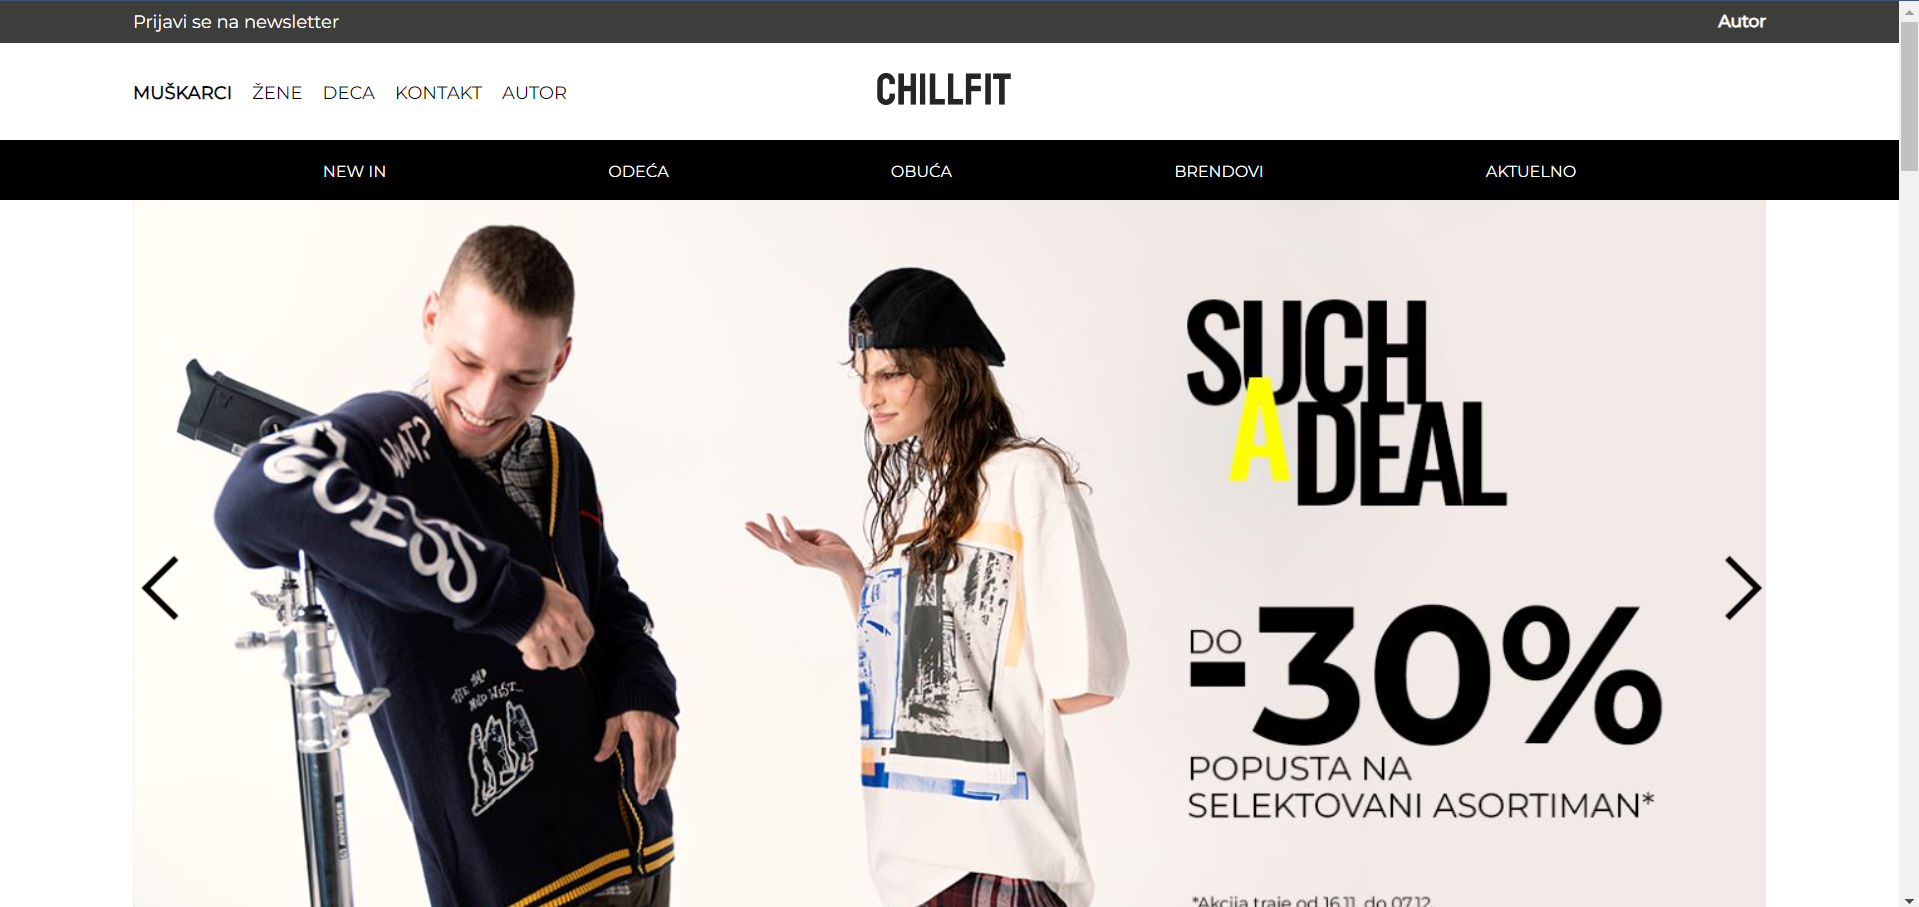 Prijavi se na newsletter
Autor
MUŠKARCI ŽENE DECA KONTAKT AUTOR
CHILLFIT
NEW IN ODEĆA OBUĆA BRENDOVI AKTUELNO
SUCH
A DEAL
DO
-30%
POPUSTA NA
SELEKTOVANI ASORTIMAN*
*Akcija traje od 16.11. do 07.12.
WHAT?
GUESS